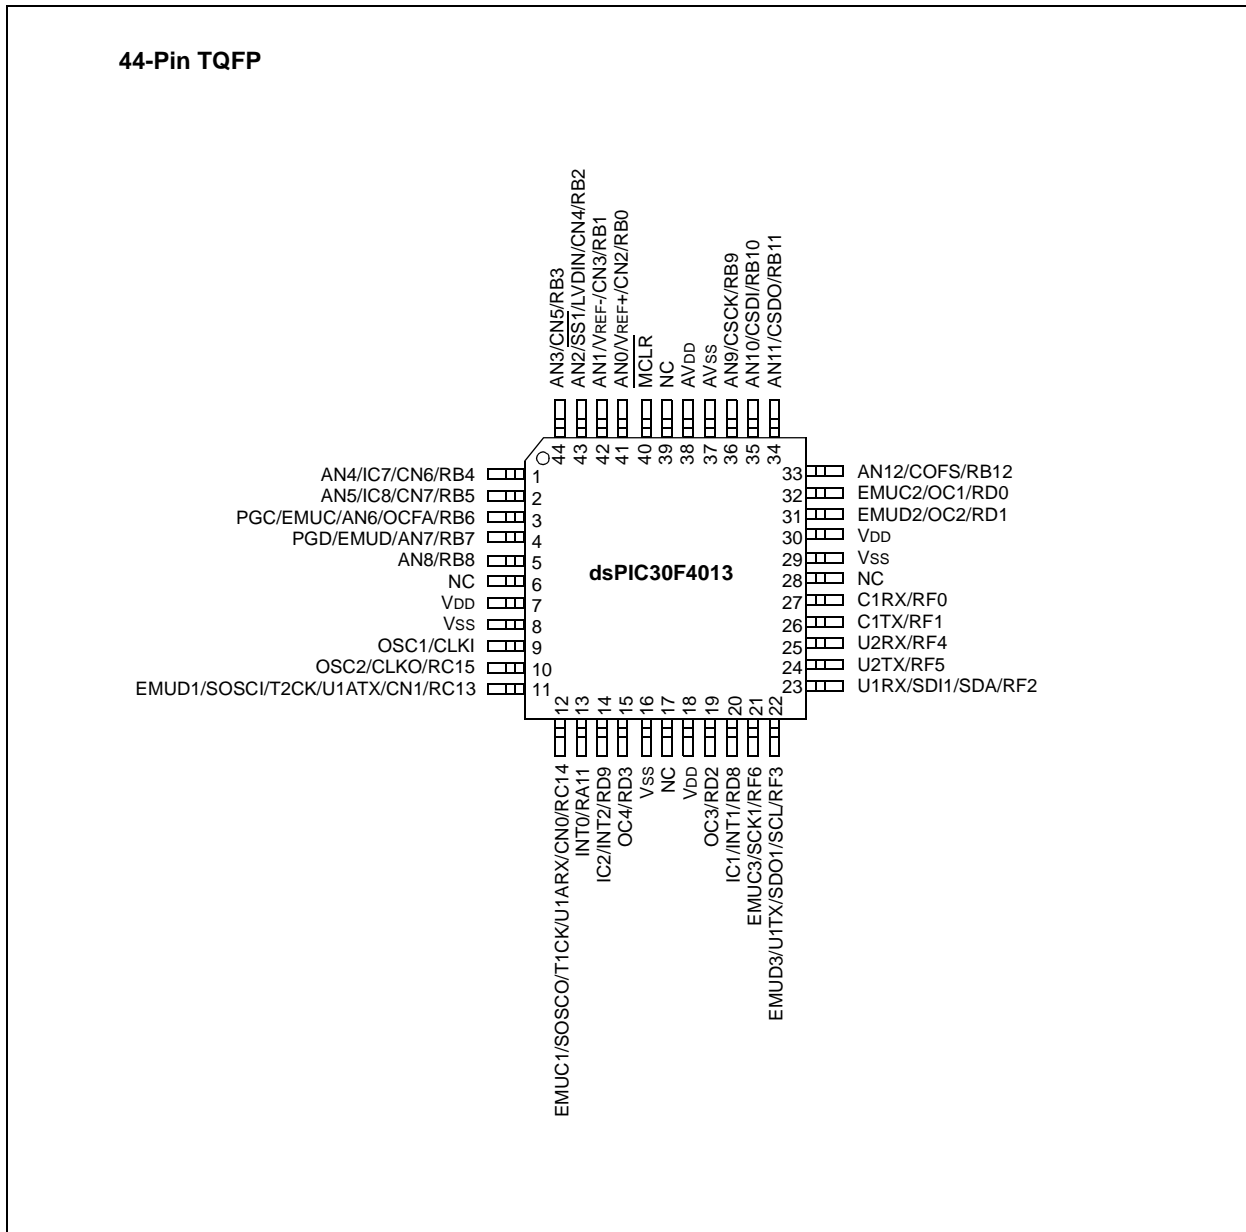 44-Pin TQFP
AN3/CN5/RB3
AN2/SS1/LVDIN/CN4/RB2
AN1/VREF-/CN3/RB1
AN0/VREF+/CN2/RB0
MCLR
NC
AVDD
AVSS
AN9/CSCK/RB9
AN10/CSDI/RB10
AN11/CSDO/RB11
44
43
42
41
40
39
38
37
36
35
34
AN4/IC7/CN6/RB4 1
AN5/IC8/CN7/RB5 2
PGC/EMUC/AN6/OCFA/RB6 3
PGD/EMUD/AN7/RB7 4
AN8/RB8 5
NC 6
VDD 7
VSS 8
OSC1/CLKI 9
OSC2/CLKO/RC15 10
EMUD1/SOSCI/T2CK/U1ATX/CN1/RC13 11
dsPIC30F4013
33 AN12/COFS/RB12
32 EMUC2/OC1/RD0
31 EMUD2/OC2/RD1
30 VDD
29 VSS
28 NC
27 C1RX/RF0
26 C1TX/RF1
25 U2RX/RF4
24 U2TX/RF5
23 U1RX/SDI1/SDA/RF2
12
13
14
15
16
17
18
19
20
21
22
EMUC1/SOSCO/T1CK/U1ARX/CN0/RC14
INT0/RA11
IC2/INT2/RD9
OC4/RD3
VSS
NC
VDD
OC3/RD2
IC1/INT1/RD8
EMUC3/SCK1/RF6
EMUD3/U1TX/SDO1/SCL/RF3